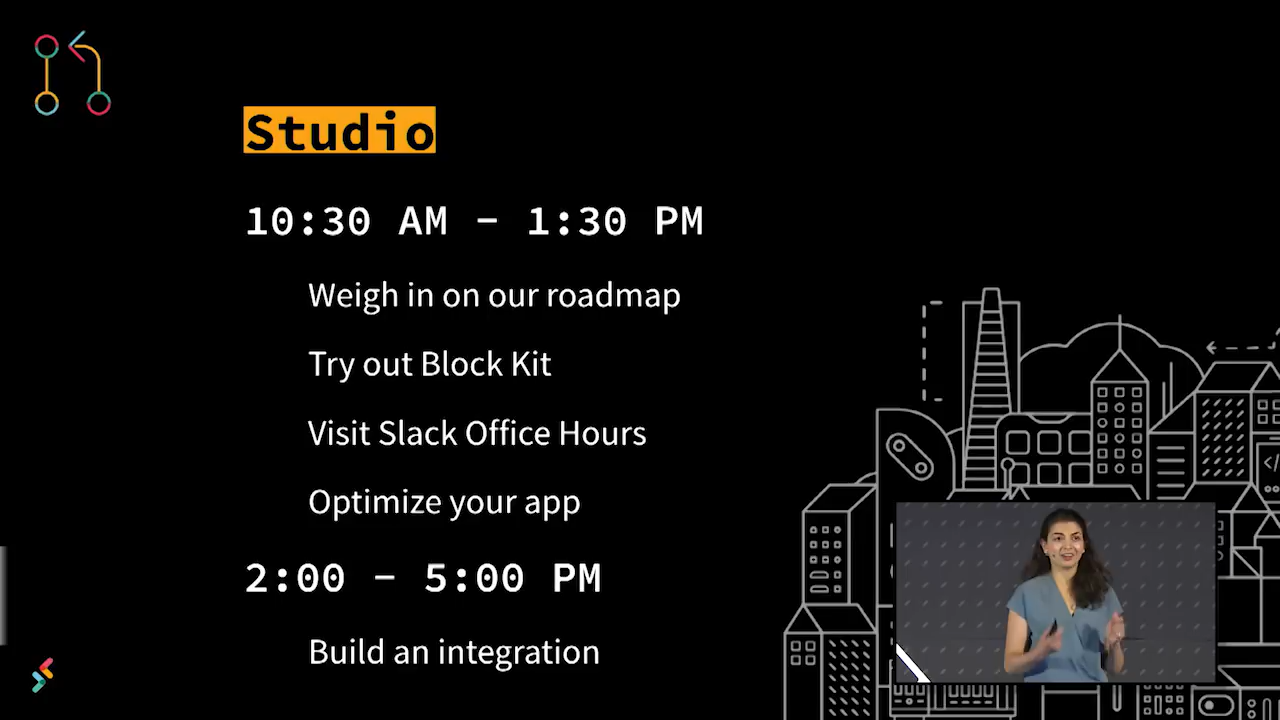 Studio
10:30 AM - 1:30 PM
Weigh in on our roadmap
Try out Block Kit
Visit Slack Office Hours
Optimize your app
2:00 - 5:00 PM
Build an integration